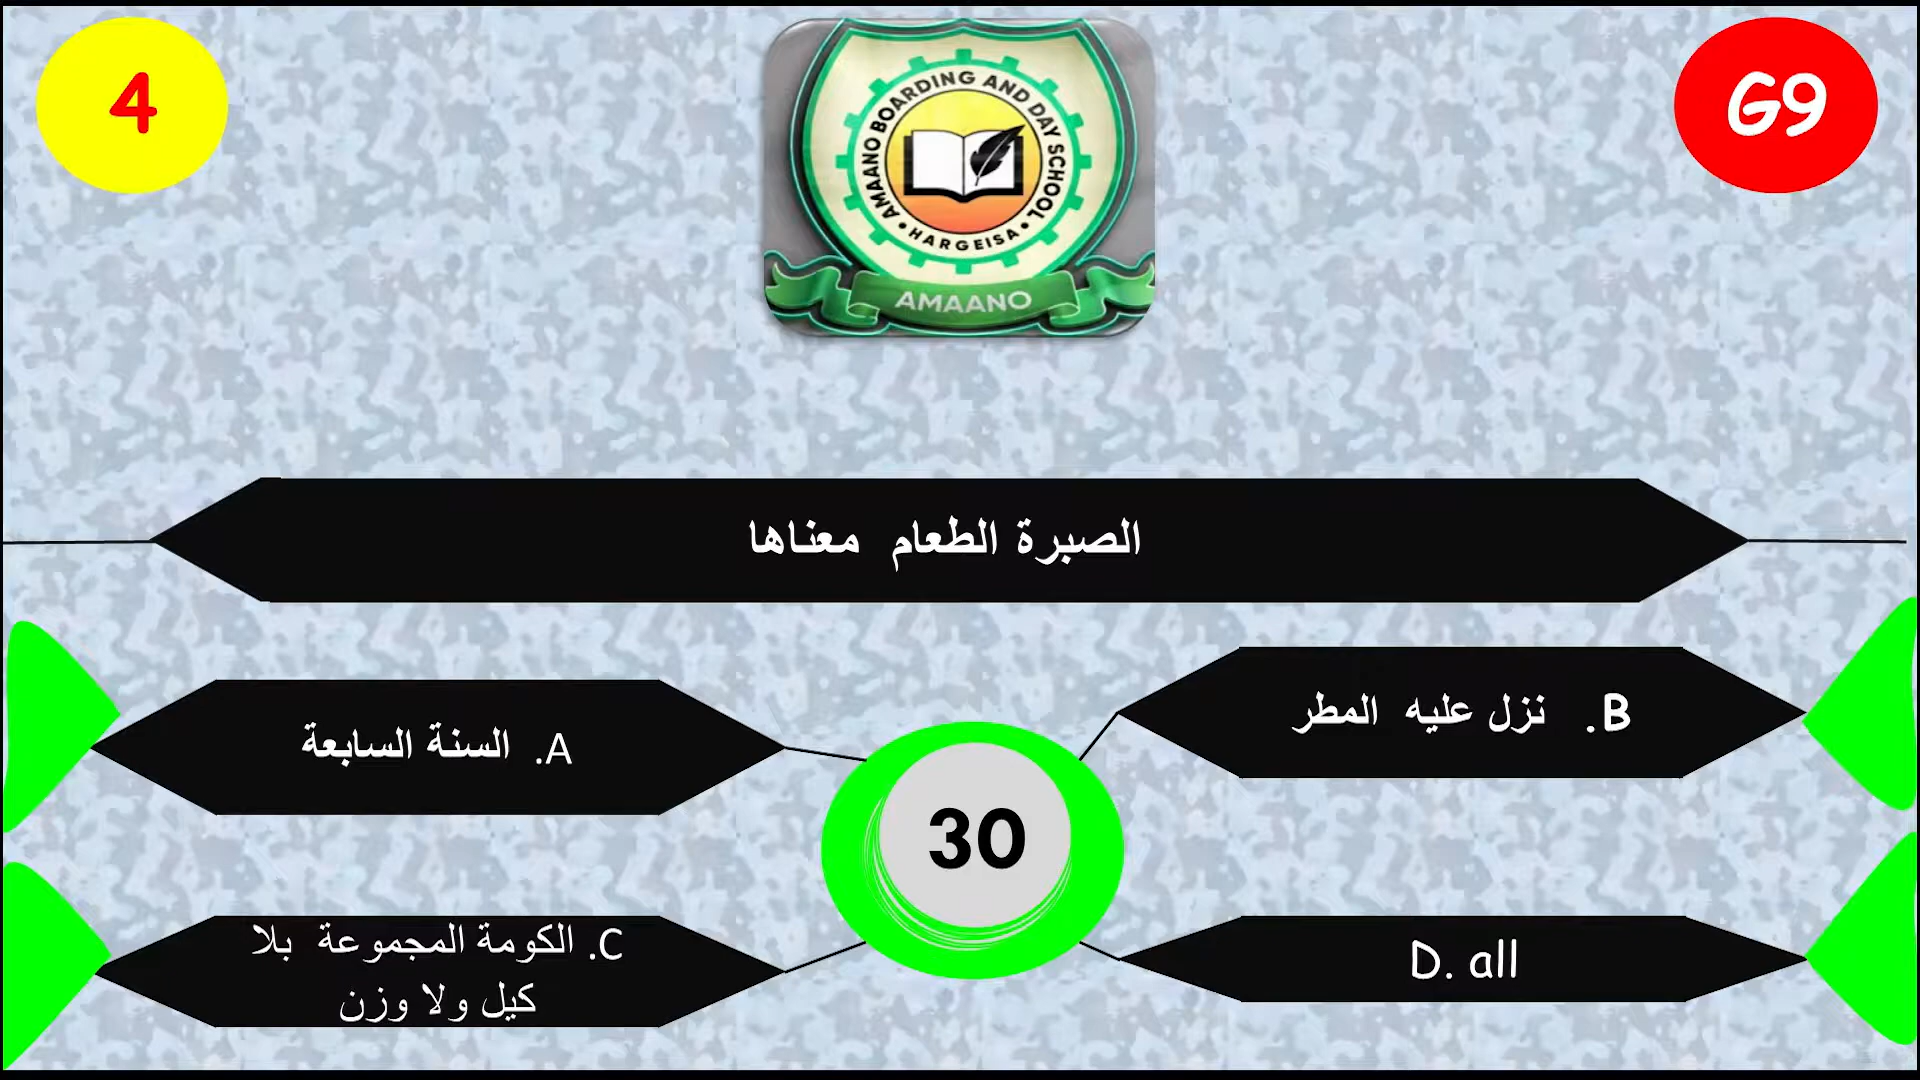 4
G9
AMAANO BOARDING AND DAY SCHOOL
• HARGEISA •
AMAANO
الصبرة الطعام معناها
A. السنة السابعة
B. نزل عليه المطر
30
C. الكومة المجموعة بلا
كيل ولا وزن
D. all